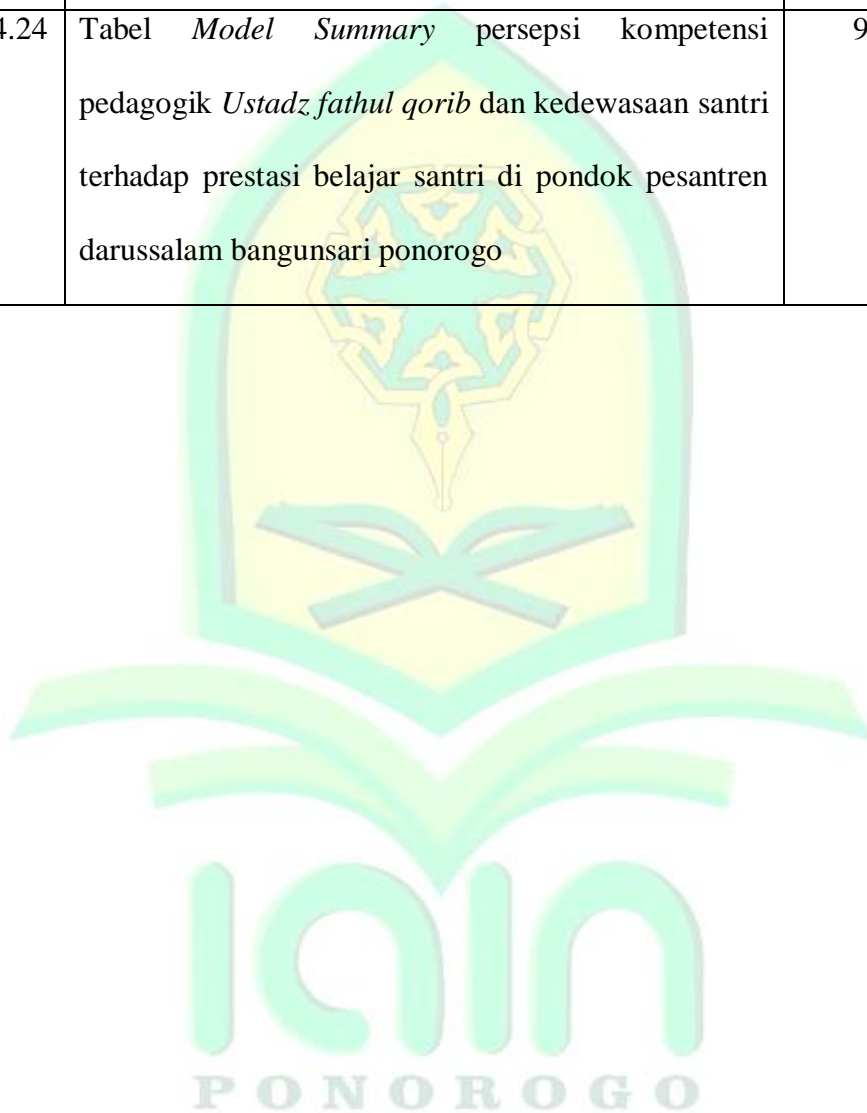 4.24 Tabel Model Summary persepsi kompetensi 9
pedagogik Ustadz fathul qorib dan kedewasaan santri
terhadap prestasi belajar santri di pondok pesantren
darussalam bangunsari ponorogo
iain
PONOROGO